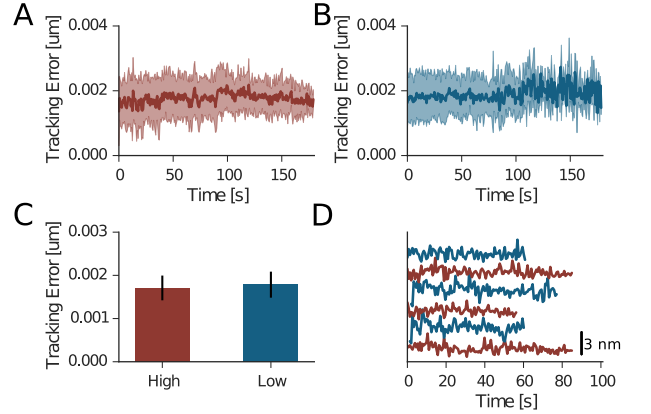 A
Tracking Error [um]
0.004
0.002
0.000
0 50 100 150
Time [s]
B
Tracking Error [um]
0.004
0.002
0.000
0 50 100 150
Time [s]
C
Tracking Error [um]
0.003
0.002
0.001
0.000
High Low
D
3 nm
0 20 40 60 80 100
Time [s]